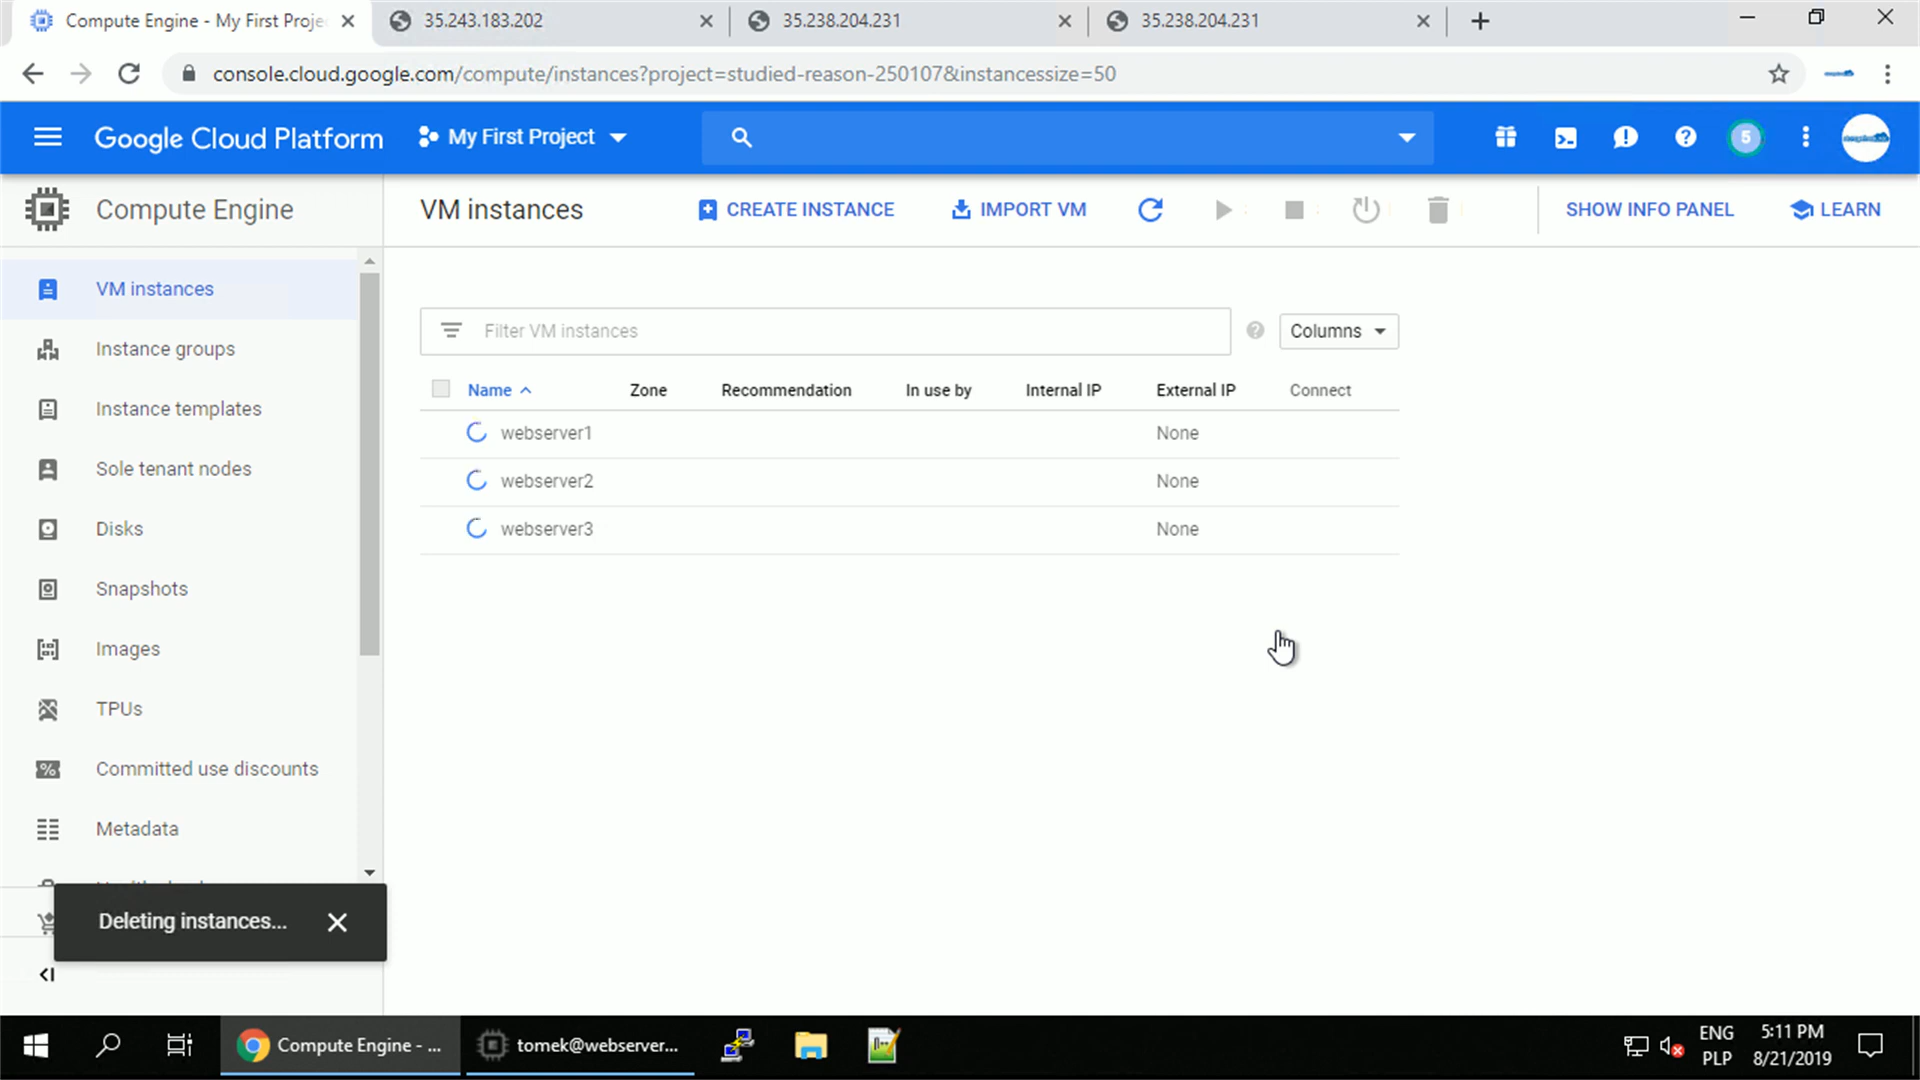 Compute Engine - My First Proje
35.243.183.202
35.238.204.231
35.238.204.231
console.cloud.google.com/compute/instances?project=studied-reason-250107&instancessize=50
Google Cloud Platform
My First Project
5
Compute Engine
VM instances
CREATE INSTANCE
IMPORT VM
SHOW INFO PANEL
LEARN
VM instances
Instance groups
Instance templates
Sole tenant nodes
Disks
Snapshots
Images
TPUs
Committed use discounts
Metadata
Filter VM instances
Columns
Name Zone Recommendation In use by Internal IP External IP Connect
webserver1 None
webserver2 None
webserver3 None
Deleting instances...
Compute Engine - ...
tomek@webserver...
ENG
PLP
5:11 PM
8/21/2019